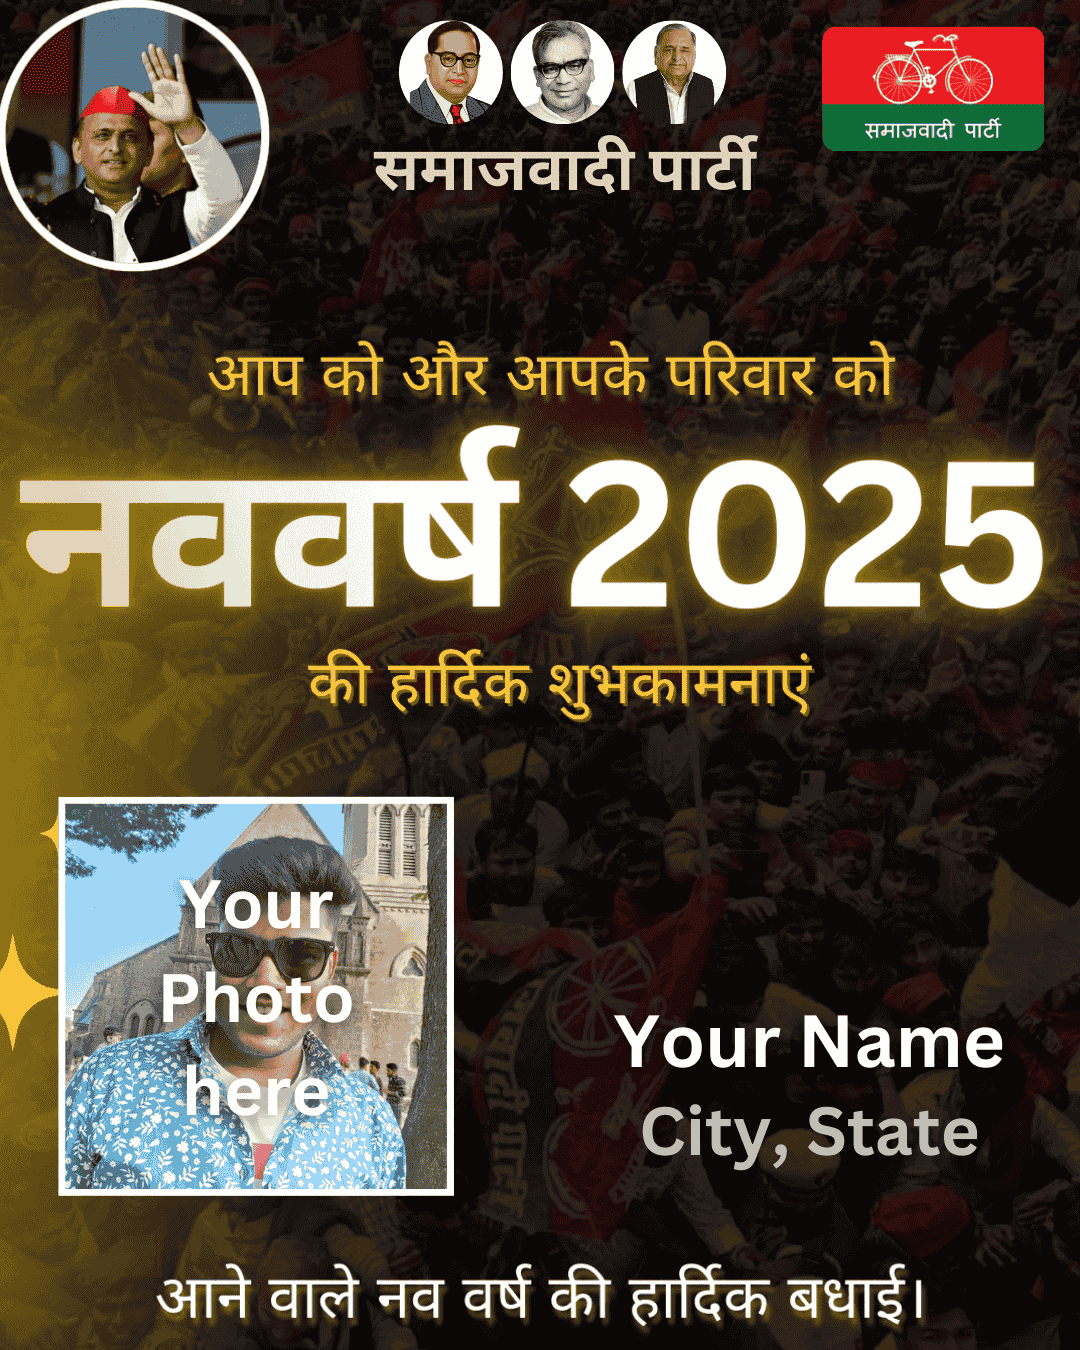 समाजवादी पार्टी
समाजवादी पार्टी
आप को और आपके परिवार को
नववर्ष 2025
की हार्दिक शुभकामनाएं
Your
Photo
here
Your Name
City, State
आने वाले नव वर्ष की हार्दिक बधाई।